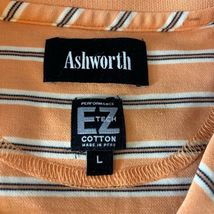 Ashworth
PERFORMANCE
EZ
TECH
COTTON
MADE IN PERU
L